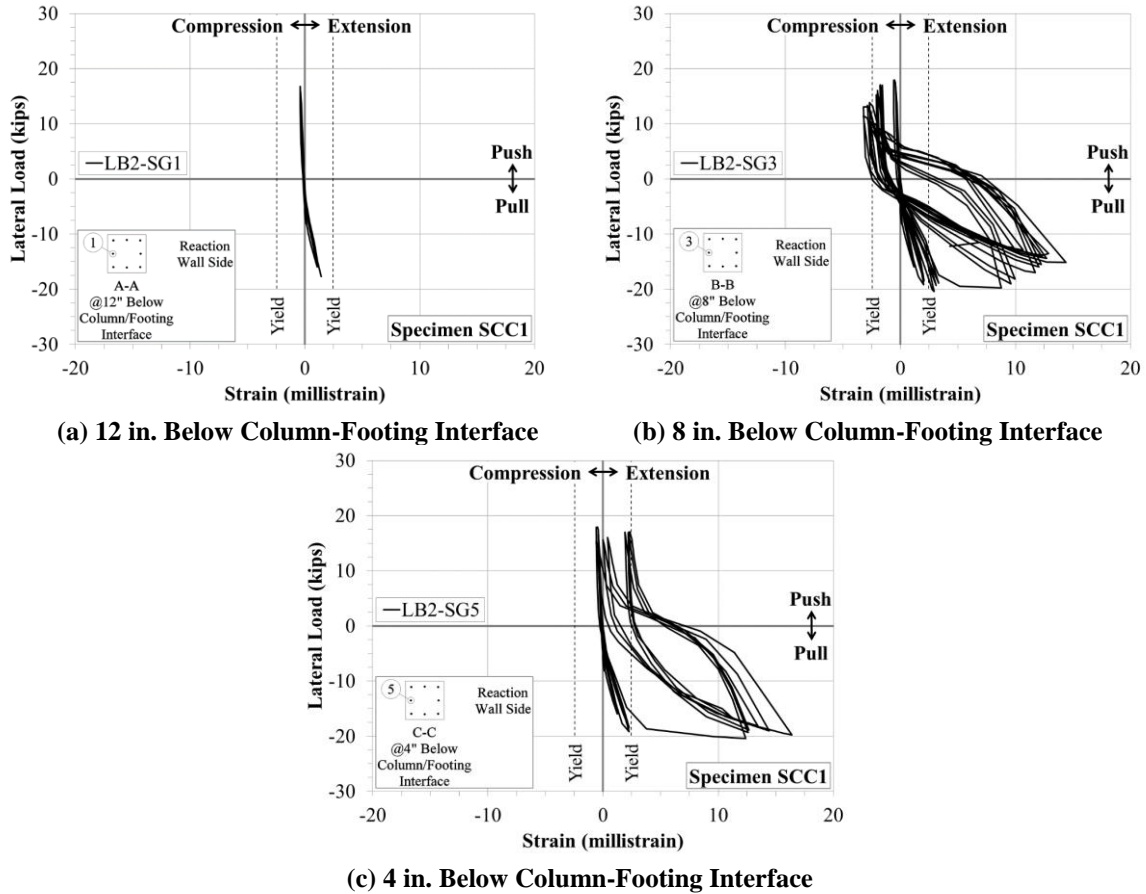 Compression Extension
30
20
10
0
-10
-20
-30
Lateral Load (kips)
LB2-SG1
Push
Pull
1
Reaction
Wall Side
A-A
@12" Below
Column/Footing
Interface
Yield
Yield
Specimen SCC1
-20 -10 0 10 20
Strain (millistrain)
(a) 12 in. Below Column-Footing Interface
Compression Extension
30
20
10
0
-10
-20
-30
Lateral Load (kips)
LB2-SG3
Push
Pull
3
Reaction
Wall Side
B-B
@8" Below
Column/Footing
Interface
Yield
Yield
Specimen SCC1
-20 -10 0 10 20
Strain (millistrain)
(b) 8 in. Below Column-Footing Interface
Compression Extension
30
20
10
0
-10
-20
-30
Lateral Load (kips)
LB2-SG5
Push
Pull
5
Reaction
Wall Side
C-C
@4" Below
Column/Footing
Interface
Yield
Yield
Specimen SCC1
-20 -10 0 10 20
Strain (millistrain)
(c) 4 in. Below Column-Footing Interface